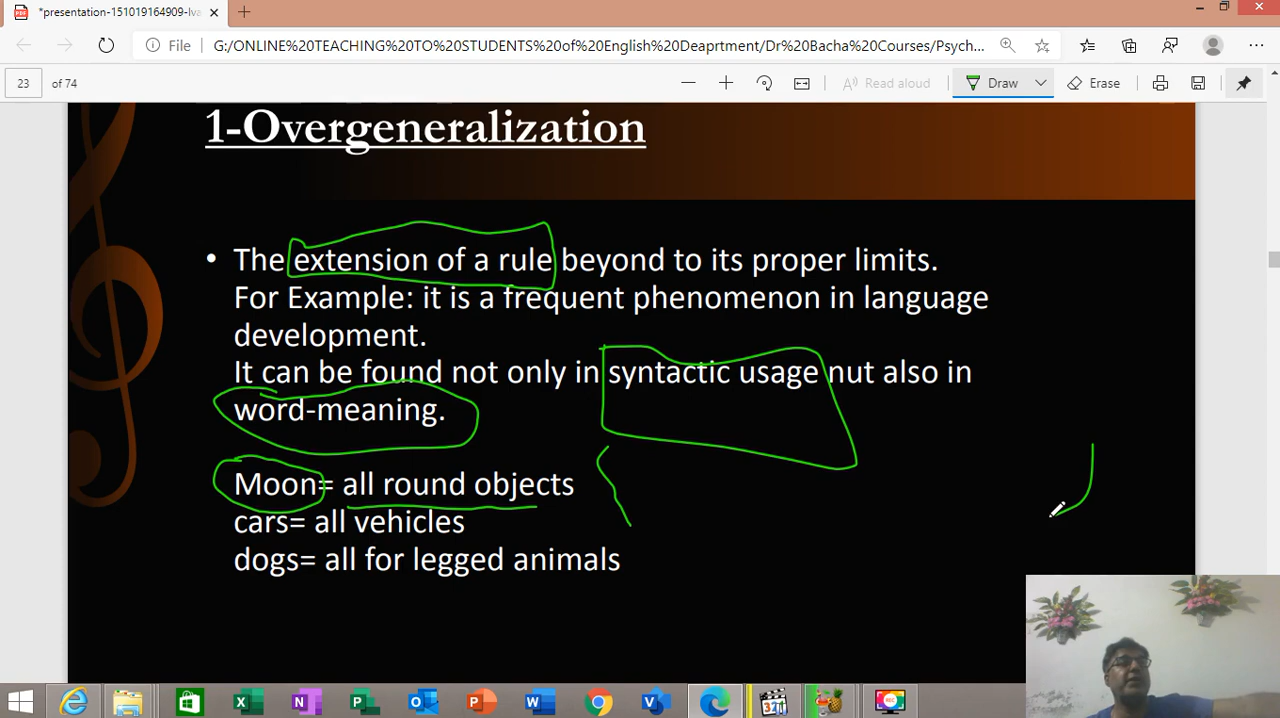 *presentation-151019164909-lva
File
G:/ONLINE%20TEACHING%20TO%20STUDENTS%20of%20English%20Deaprtment/Dr%20Bacha%20Courses/Psych...
23 of 74
Read aloud
Draw
Erase
1-Overgeneralization
• The extension of a rule beyond to its proper limits.
For Example: it is a frequent phenomenon in language
development.
It can be found not only in syntactic usage nut also in
word-meaning.
Moon= all round objects
cars= all vehicles
dogs= all for legged animals